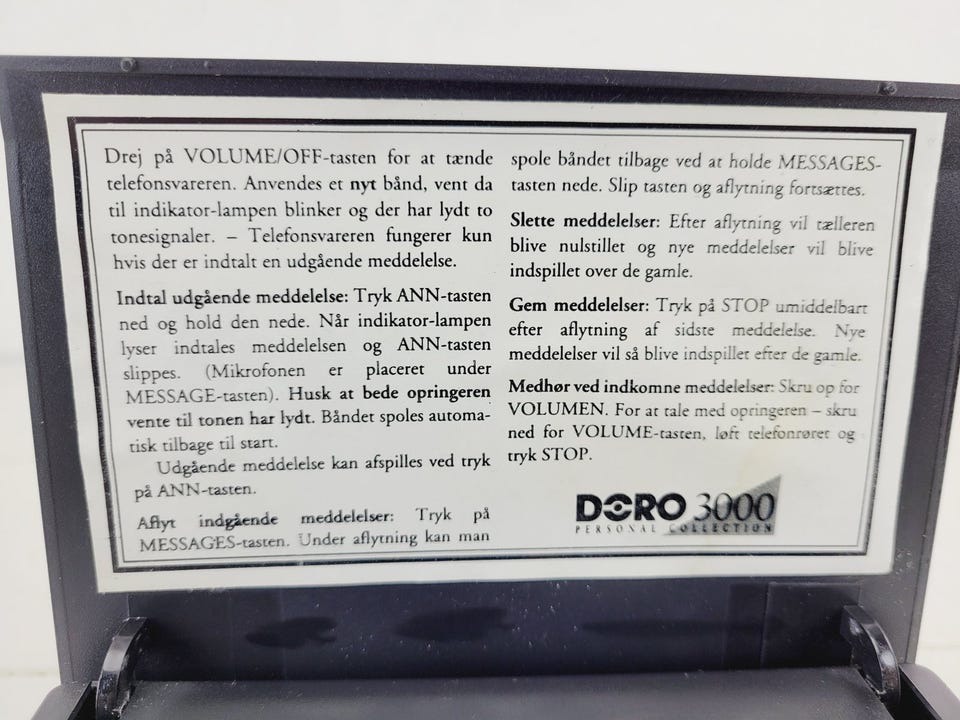 Drej på VOLUME/OFF-tasten for at tænde
telefonsvareren. Anvendes et nyt bånd, vent da
til indikator-lampen blinker og der har lydt to
tonesignaler. – Telefonsvareren fungerer kun
hvis der er indtalt en udgående meddelelse.
Indtal udgående meddelelse: Tryk ANN-tasten
ned og hold den nede. Når indikator-lampen
lyser indtales meddelelsen og ANN-tasten
slippes. (Mikrofonen er placeret under
MESSAGE-tasten). Husk at bede opringeren
vente til tonen har lydt. Båndet spoles automa-
tisk tilbage til start.
Udgående meddelelse kan afspilles ved tryk
på ANN-tasten.
Aflyt indgående meddelelser: Tryk på
MESSAGES-tasten. Under aflytning kan man
spole båndet tilbage ved at holde MESSAGES-
tasten nede. Slip tasten og aflytning fortsættes.
Slette meddelelser: Efter aflytning vil tælleren
blive nulstillet og nye meddelelser vil blive
indspillet over de gamle.
Gem meddelelser: Tryk på STOP umiddelbart
efter aflytning af sidste meddelelse. Nye
meddelelser vil så blive indspillet efter de gamle.
Medhør ved indkomne meddelelser: Skru op for
VOLUMEN. For at tale med opringeren – skru
ned for VOLUME-tasten, løft telefonrøret og
tryk STOP.
DORO 3000
PERSONAL COLLECTION